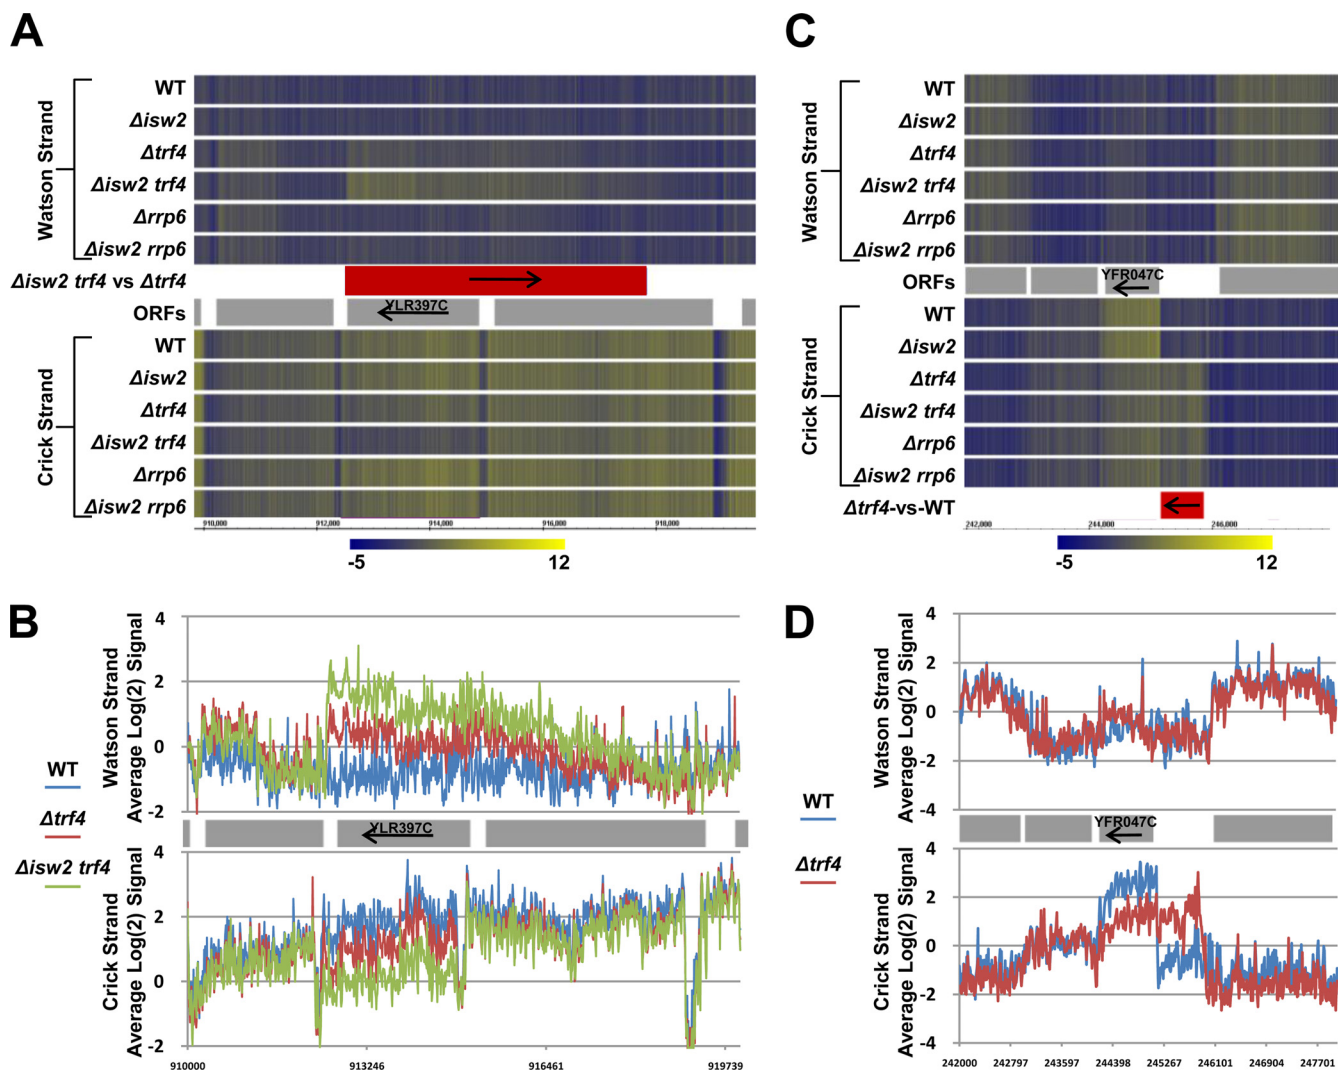 A
Watson Strand
WT
Δisw2
Δtrf4
Δisw2 trf4
Δrrp6
Δisw2 rrp6
Δisw2 trf4 vs Δtrf4
ORFs
YLR397C
Crick Strand
WT
Δisw2
Δtrf4
Δisw2 trf4
Δrrp6
Δisw2 rrp6
910,000 912,000 914,000 916,000 918,000
-5 12
C
Watson Strand
WT
Δisw2
Δtrf4
Δisw2 trf4
Δrrp6
Δisw2 rrp6
ORFs
YFR047C
Crick Strand
WT
Δisw2
Δtrf4
Δisw2 trf4
Δrrp6
Δisw2 rrp6
Δtrf4-vs-WT
242,000 244,000 246,000
-5 12
B
Watson Strand
Average Log(2) Signal
4
2
0
-2
WT
Δtrf4
Δisw2 trf4
YLR397C
Crick Strand
Average Log(2) Signal
4
2
0
-2
910000 913246 916461 919739
D
Watson Strand
Average Log(2) Signal
4
2
0
-2
-4
WT
Δtrf4
YFR047C
Crick Strand
Average Log(2) Signal
4
2
0
-2
-4
242000 242797 243597 244398 245267 246101 246904 247701